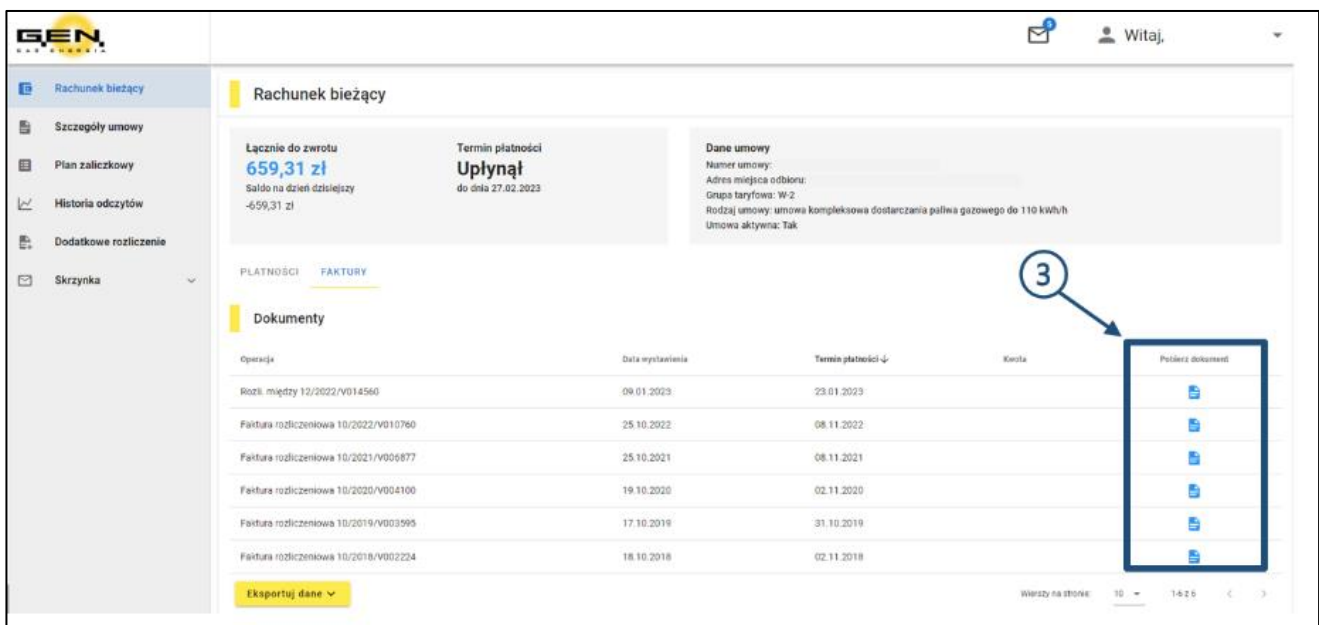 G.E.N.
GAZ ENERGIA
5
Witaj,
Rachunek bieżący
Szczegóły umowy
Plan zaliczkowy
Historia odczytów
Dodatkowe rozliczenie
Skrzynka
Rachunek bieżący
Łącznie do zwrotu
659,31 zł
Saldo na dzień dzisiejszy
-659,31 zł
Termin płatności
Upłynął
do dnia 27.02.2023
Dane umowy
Numer umowy:
Adres miejsca odbioru:
Grupa taryfowa: W-2
Rodzaj umowy: umowa kompleksowa dostarczania paliwa gazowego do 110 kWh/h
Umowa aktywna: Tak
PŁATNOŚCI FAKTURY
3
Dokumenty
Operacja Data wystawienia Termin płatności Kwota Pobierz dokument
Rozli. między 12/2022/V014560 09.01.2023 23.01.2023
Faktura rozliczeniowa 10/2022/V010760 25.10.2022 08.11.2022
Faktura rozliczeniowa 10/2021/V006877 25.10.2021 08.11.2021
Faktura rozliczeniowa 10/2020/V004100 19.10.2020 02.11.2020
Faktura rozliczeniowa 10/2019/V003595 17.10.2019 31.10.2019
Faktura rozliczeniowa 10/2018/V002224 18.10.2018 02.11.2018
Eksportuj dane
Wierszy na stronie: 10 1-6 z 6